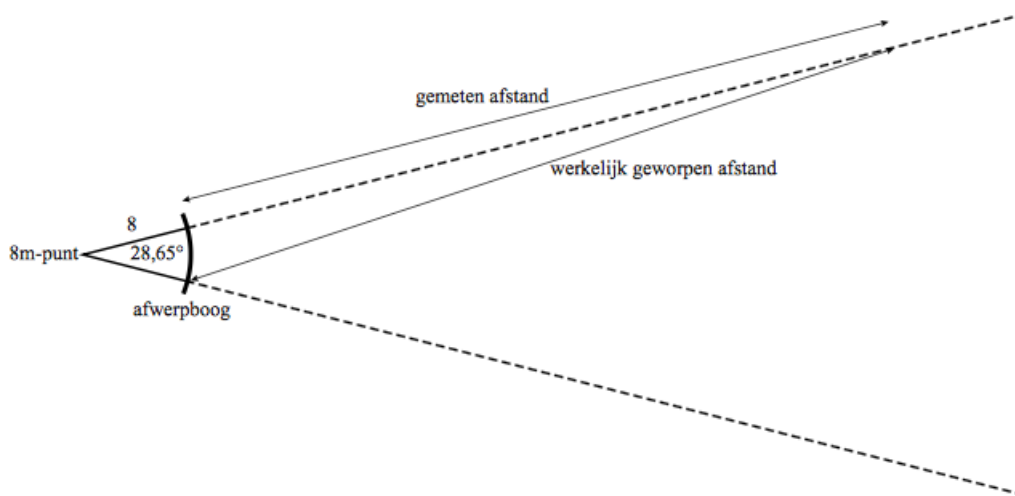 gemeten afstand
werkelijk geworpen afstand
8
8m-punt
28,65°
afwerpboog